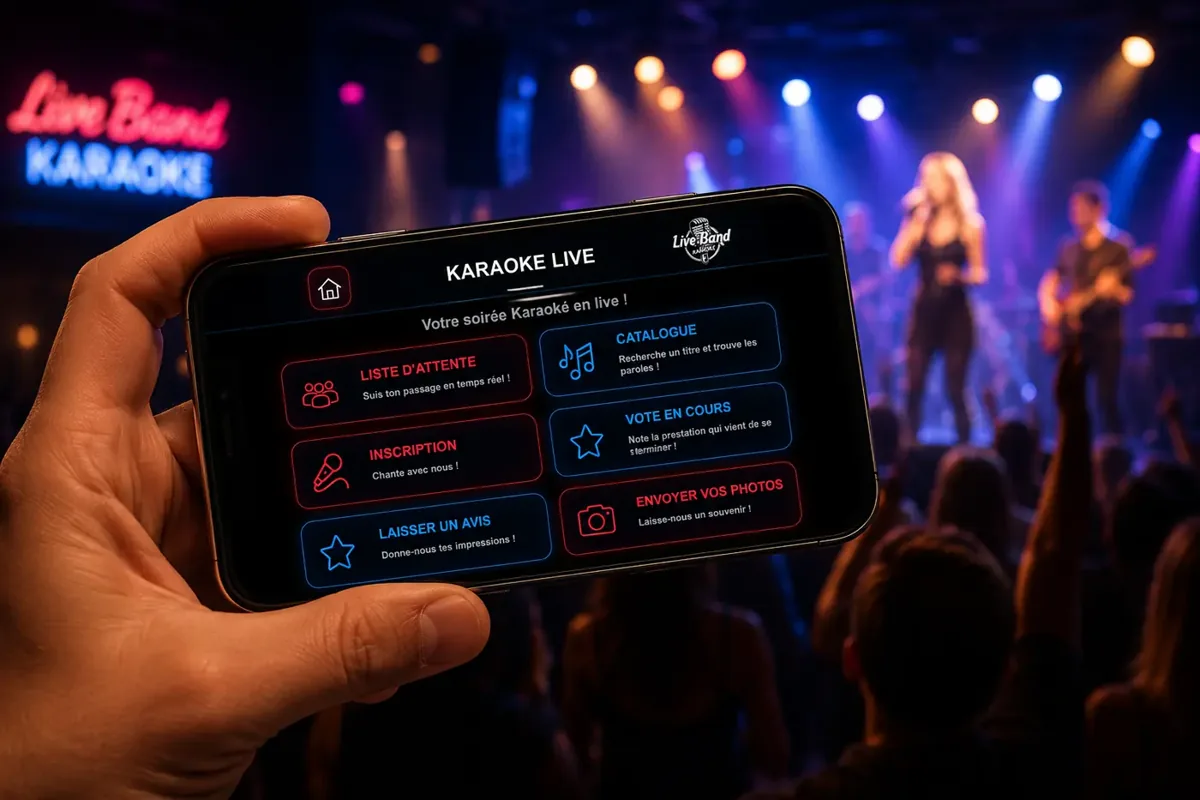 Live Band
KARAOKE
KARAOKE LIVE
Live Band
KARAOKE
Votre soirée Karaoké en live !
LISTE D'ATTENTE
Suis ton passage en temps réel !
CATALOGUE
Recherche un titre et trouve les
paroles !
INSCRIPTION
Chante avec nous !
VOTE EN COURS
Note la prestation qui vient de se
terminer !
LAISSER UN AVIS
Donne-nous tes impressions !
ENVOYER VOS PHOTOS
Laisse-nous un souvenir !